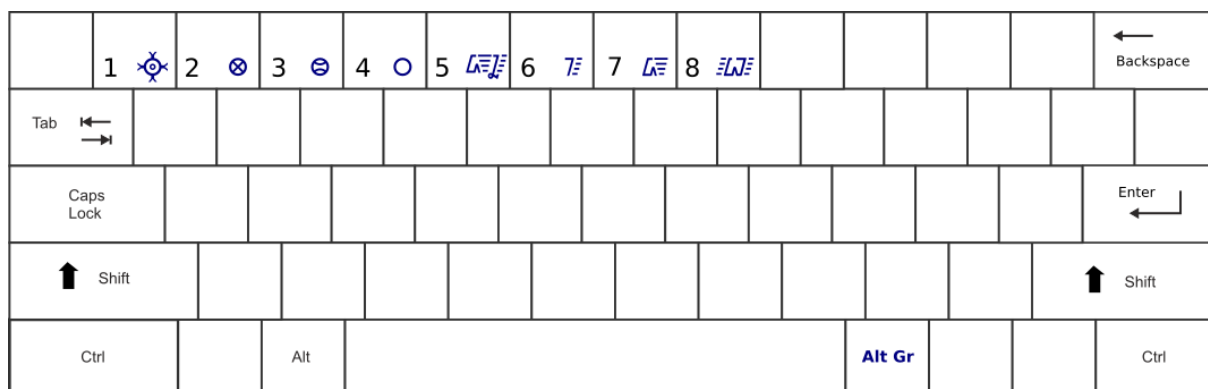 1 ᳀ 2 ᳃ 3 ᳁ 4 ᳂ 5 ᳄ 6 ᳅ 7 ᳆ 8 ᳇ Backspace
Tab
Caps
Lock
Enter
Shift Shift
Ctrl Alt Alt Gr Ctrl